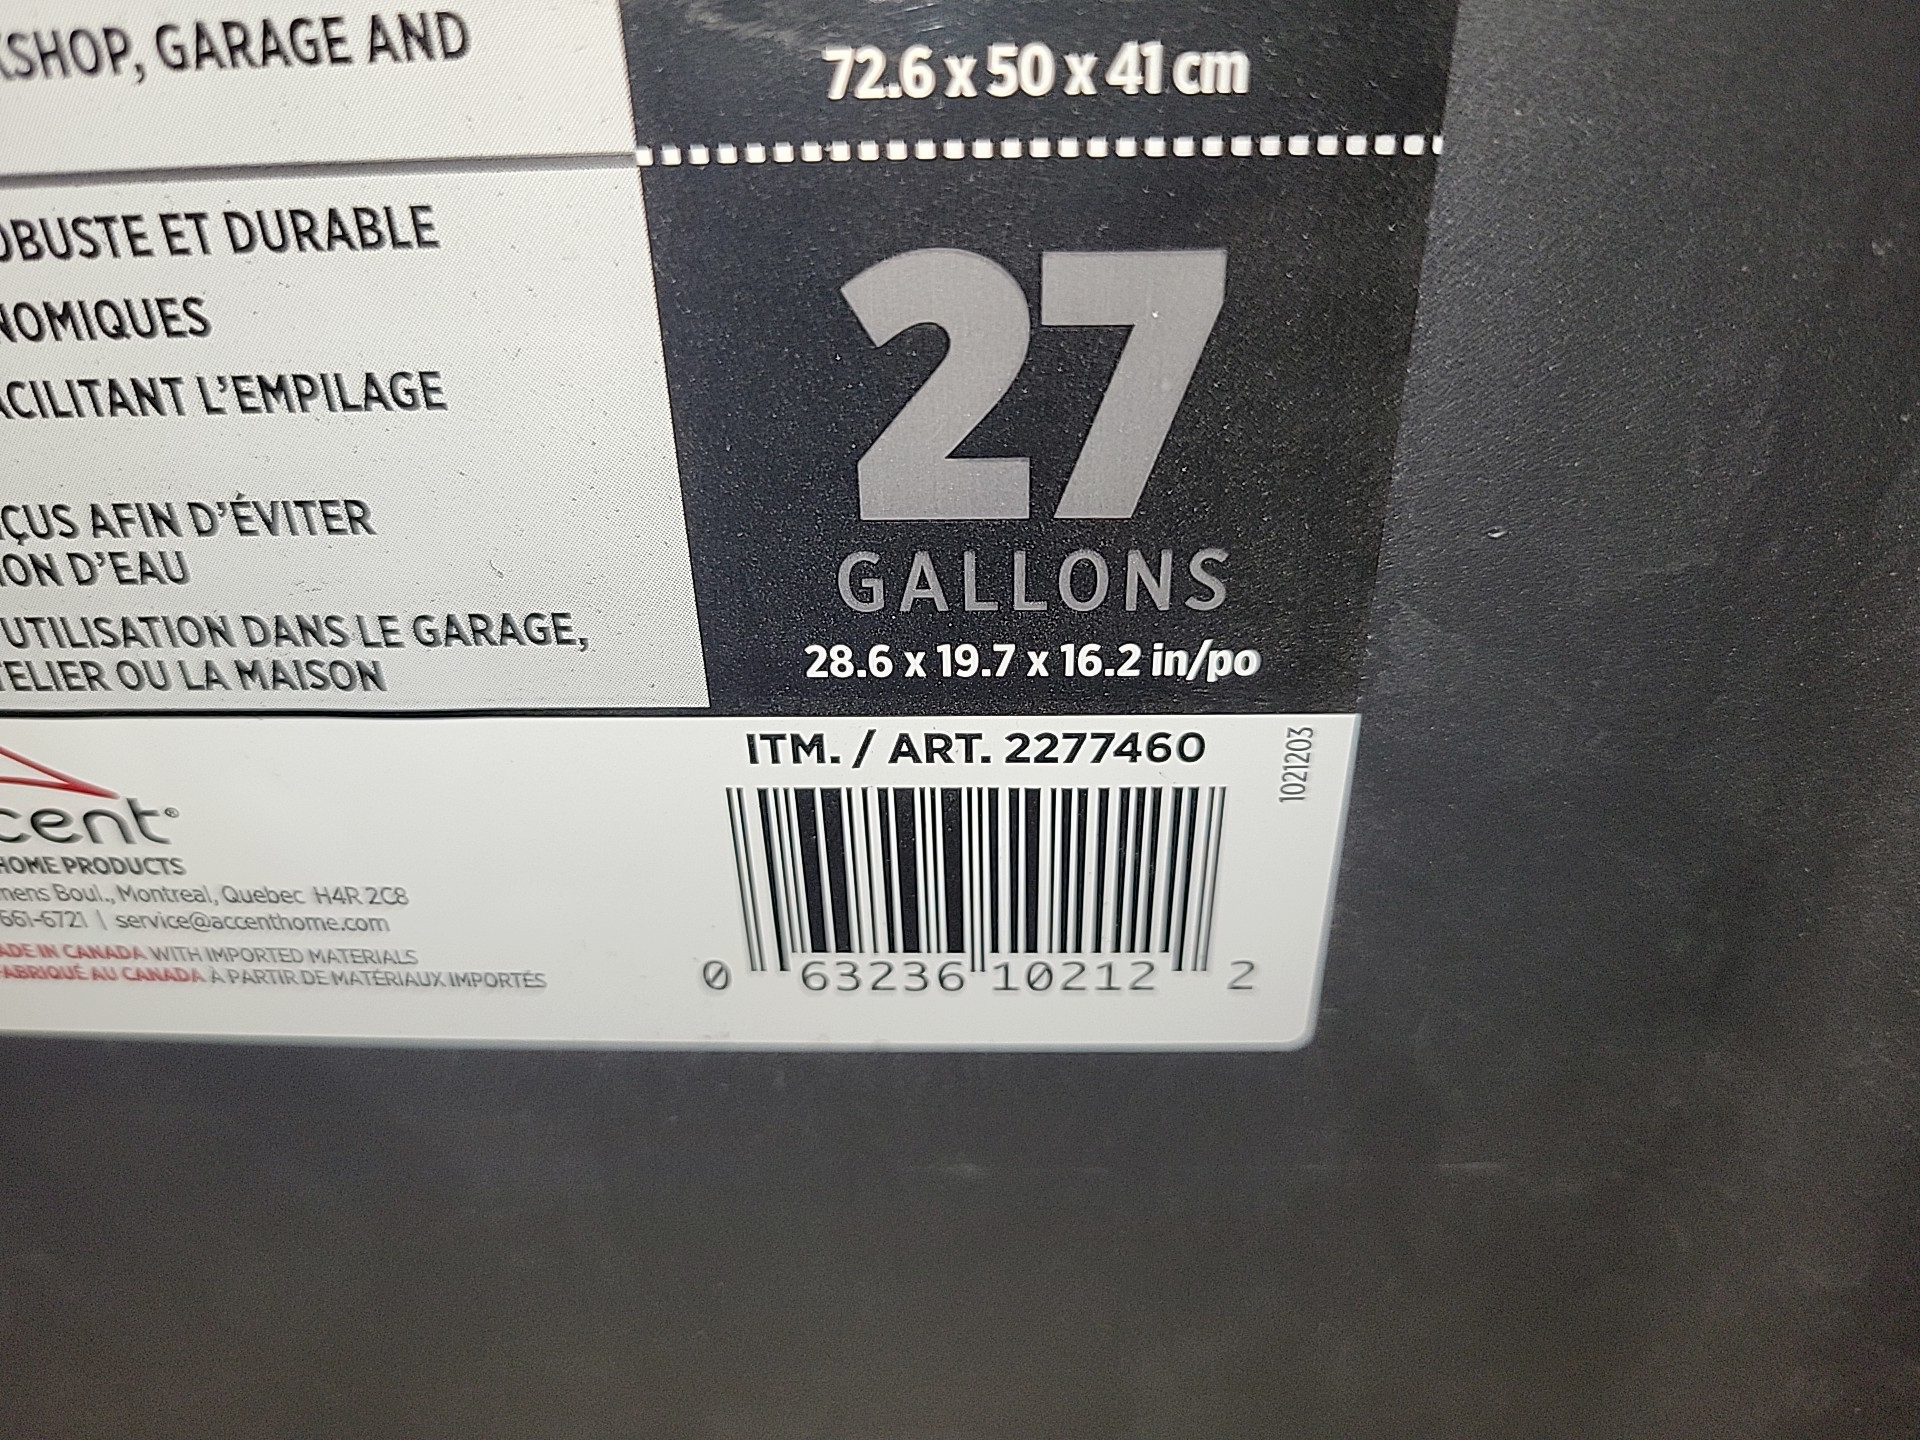 SHOP, GARAGE AND
72.6 x 50 x 41 cm
OBUSTE ET DURABLE
NOMIQUES
ACILITANT L'EMPILAGE
ÇUS AFIN D'ÉVITER
ION D'EAU
UTILISATION DANS LE GARAGE,
TELIER OU LA MAISON
27
GALLONS
28.6 x 19.7 x 16.2 in/po
ITM. / ART. 2277460
1021203
0 63236 10212 2
cent®
HOME PRODUCTS
mens Boul., Montreal, Quebec H4R 2C8
661-6721 | service@accenthome.com
ADE IN CANADA WITH IMPORTED MATERIALS
FABRIQUÉ AU CANADA À PARTIR DE MATÉRIAUX IMPORTÉS